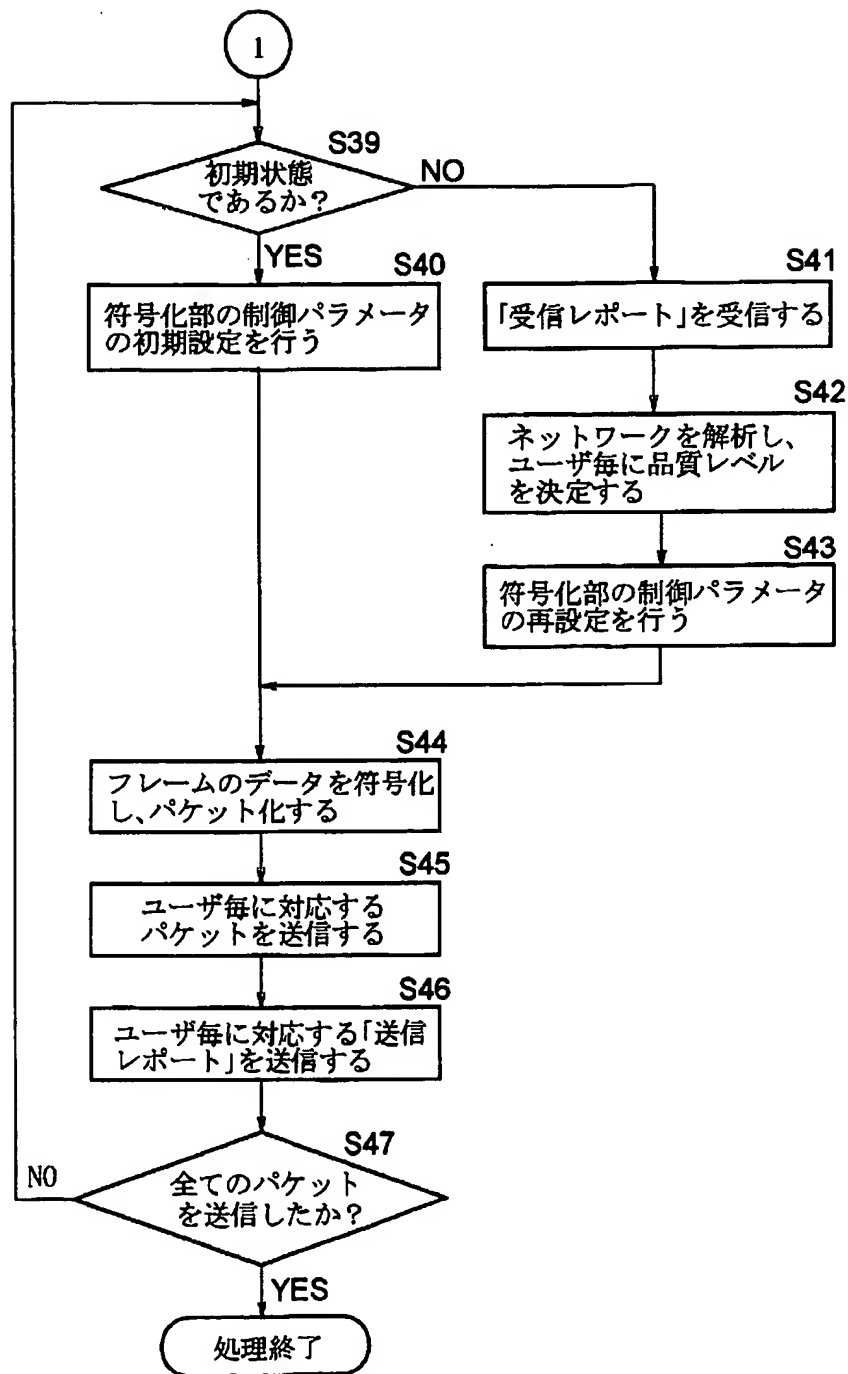 1
S39
初期状態
であるか?
NO
YES
S40
符号化部の制御パラメータ
の初期設定を行う
S41
「受信レポート」を受信する
S42
ネットワークを解析し、
ユーザ毎に品質レベル
を決定する
S43
符号化部の制御パラメータ
の再設定を行う
S44
フレームのデータを符号化
し、パケット化する
S45
ユーザ毎に対応する
パケットを送信する
S46
ユーザ毎に対応する「送信
レポート」を送信する
S47
全てのパケット
を送信したか?
NO
YES
処理終了